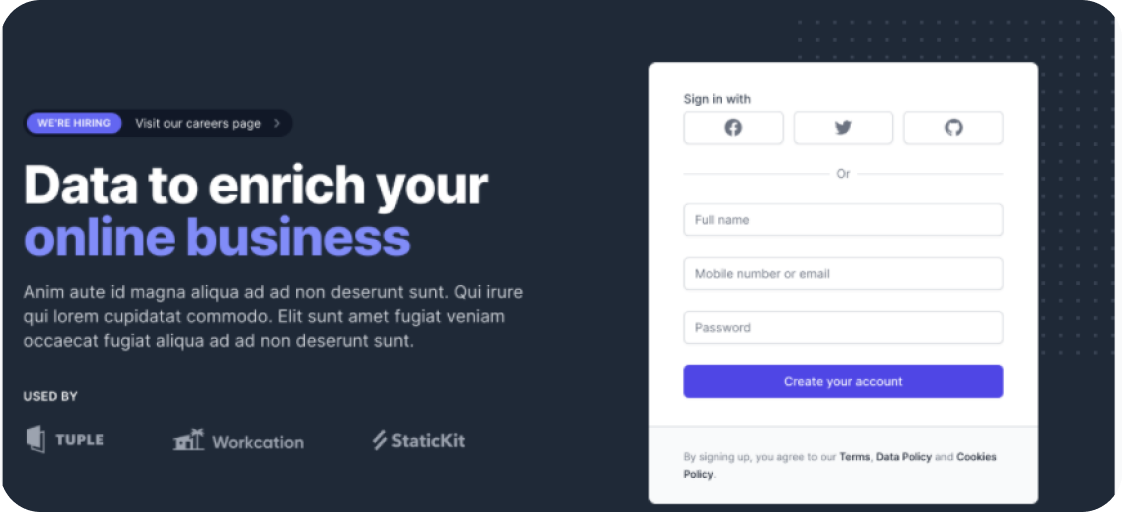 WE'RE HIRING Visit our careers page
Data to enrich your
online business
Anim aute id magna aliqua ad ad non deserunt sunt. Qui irure
qui lorem cupidatat commodo. Elit sunt amet fugiat veniam
occaecat fugiat aliqua ad ad non deserunt sunt.
USED BY
TUPLE
Workcation
StaticKit
Sign in with
Or
Full name
Mobile number or email
Password
Create your account
By signing up, you agree to our Terms, Data Policy and Cookies
Policy.